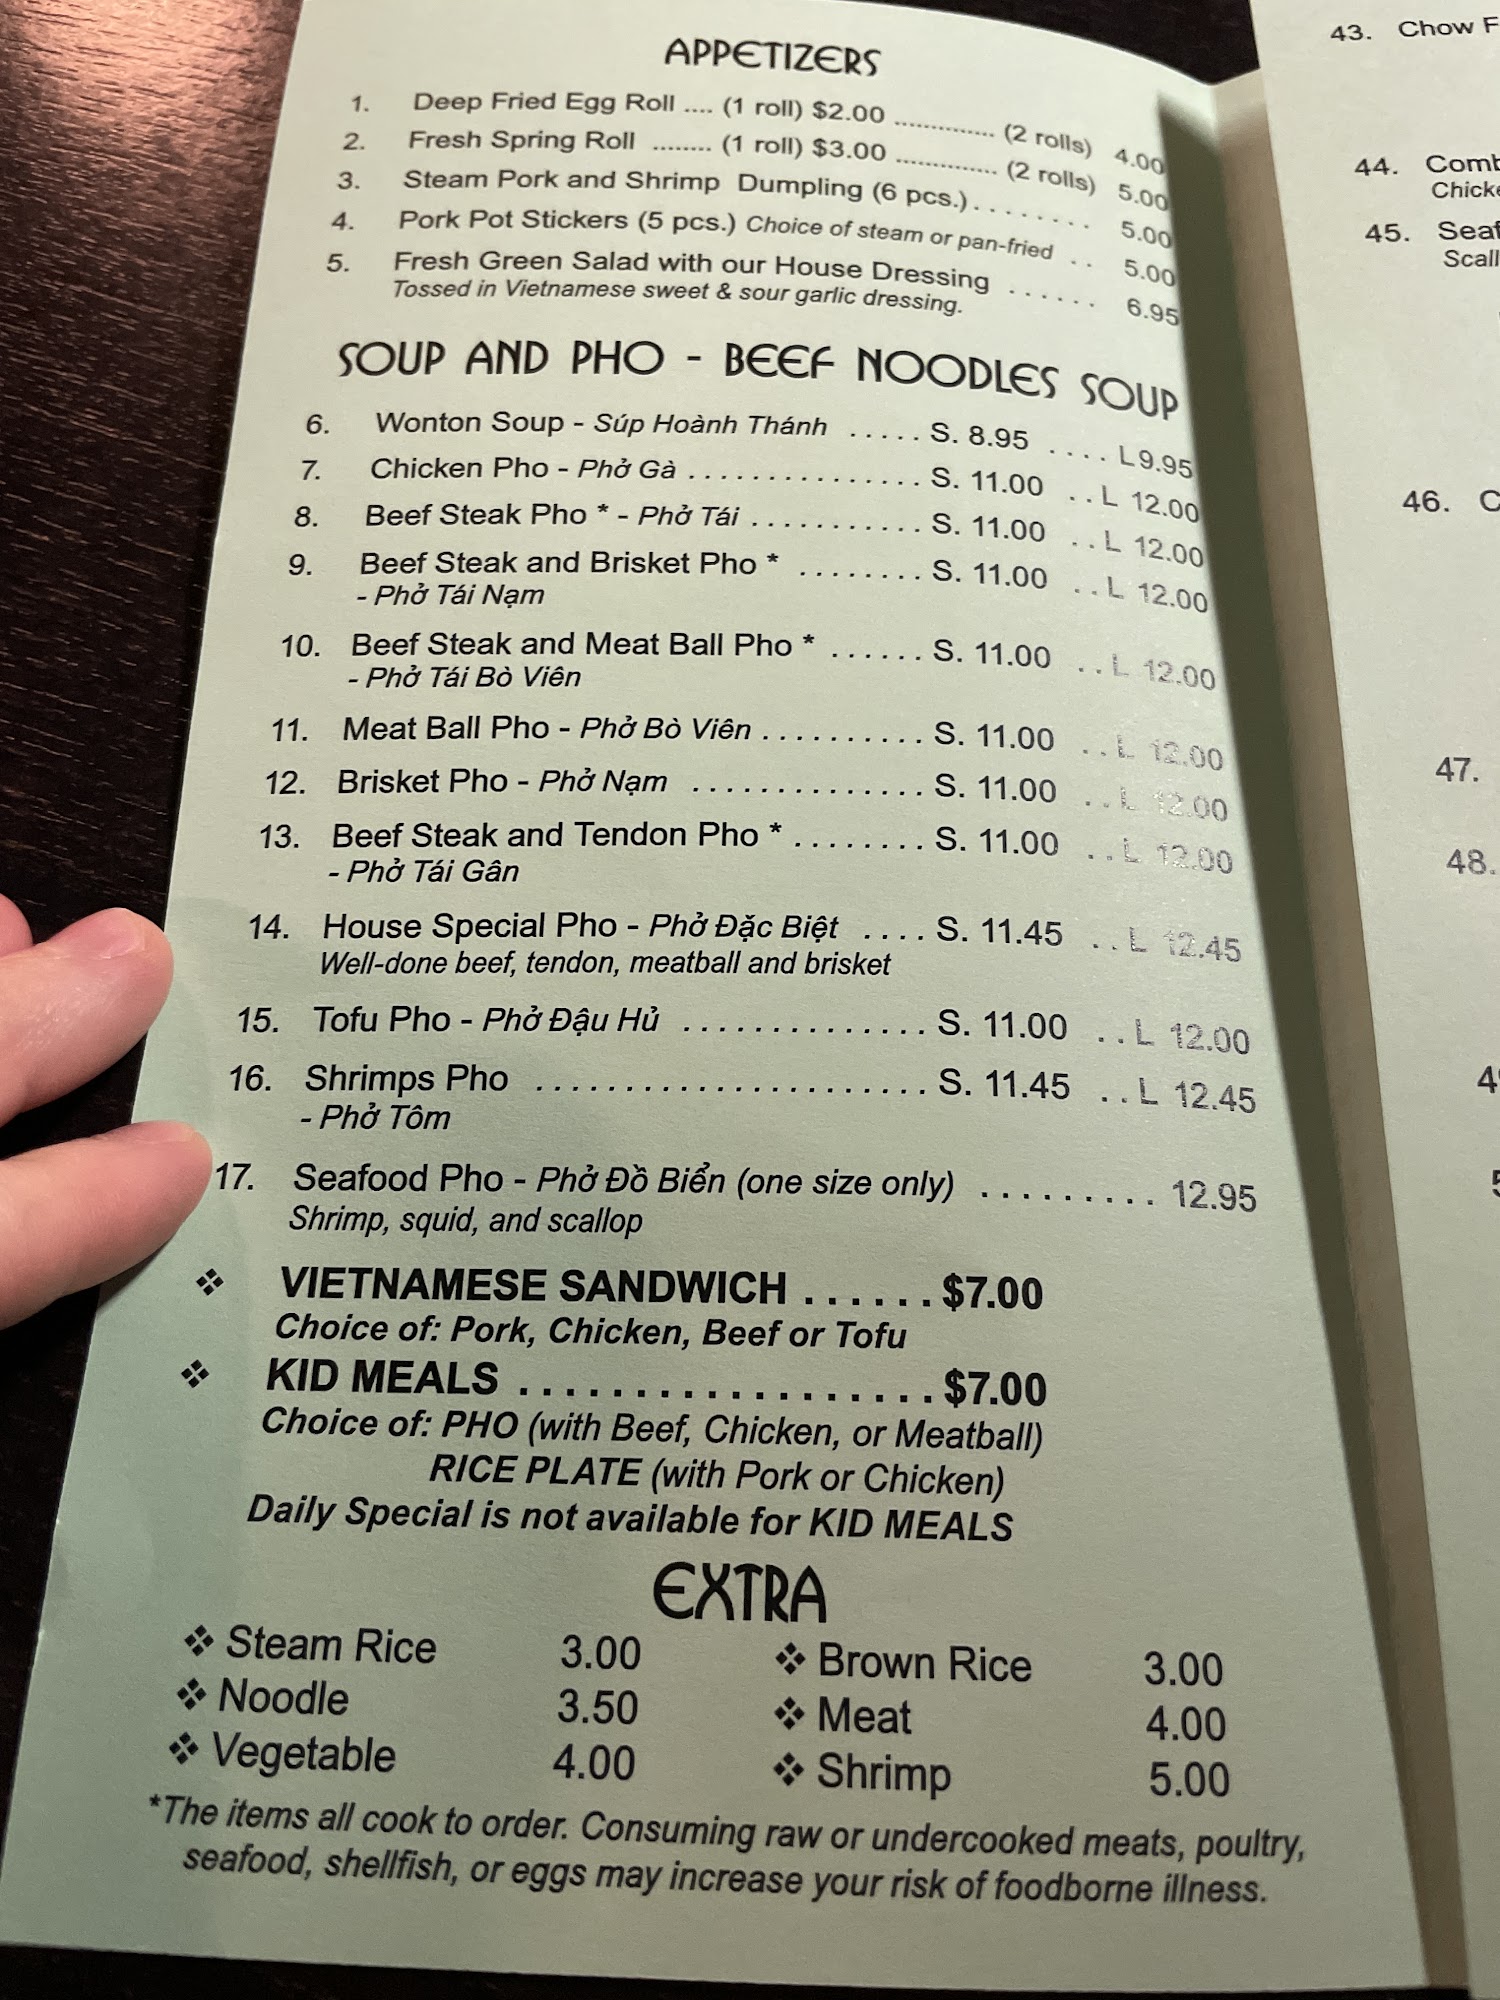 APPETIZERS
1. Deep Fried Egg Roll .... (1 roll) $2.00 .............. (2 rolls) 4.00
2. Fresh Spring Roll ........ (1 roll) $3.00 .............. (2 rolls) 5.00
3. Steam Pork and Shrimp Dumpling (6 pcs.) . . . . . . . . 5.00
4. Pork Pot Stickers (5 pcs.) Choice of steam or pan-fried . . 5.00
5. Fresh Green Salad with our House Dressing . . . . . . 6.95
Tossed in Vietnamese sweet & sour garlic dressing.
SOUP AND PHO - BEEF NOODLES SOUP
6. Wonton Soup - Súp Hoành Thánh . . . . . S. 8.95 . . . . L9.95
7. Chicken Pho - Phở Gà . . . . . . . . . . . . . . . S. 11.00 . . L 12.00
8. Beef Steak Pho * - Phở Tái . . . . . . . . . . . S. 11.00 . . L 12.00
9. Beef Steak and Brisket Pho * . . . . . . . . S. 11.00 . . L 12.00
- Phở Tái Nạm
10. Beef Steak and Meat Ball Pho * . . . . . . S. 11.00 . . L 12.00
- Phở Tái Bò Viên
11. Meat Ball Pho - Phở Bò Viên . . . . . . . . . . S. 11.00 . . L 12.00
12. Brisket Pho - Phở Nạm . . . . . . . . . . . . . . S. 11.00 . . L 12.00
13. Beef Steak and Tendon Pho * . . . . . . . . S. 11.00 . . L 12.00
- Phở Tái Gân
14. House Special Pho - Phở Đặc Biệt . . . . S. 11.45 . . L 12.45
Well-done beef, tendon, meatball and brisket
15. Tofu Pho - Phở Đậu Hủ . . . . . . . . . . . . . . S. 11.00 . . L 12.00
16. Shrimps Pho . . . . . . . . . . . . . . . . . . . . . . . S. 11.45 . . L 12.45
- Phở Tôm
17. Seafood Pho - Phở Đồ Biển (one size only) . . . . . . . . . 12.95
Shrimp, squid, and scallop
❖ VIETNAMESE SANDWICH . . . . . . $7.00
Choice of: Pork, Chicken, Beef or Tofu
❖ KID MEALS . . . . . . . . . . . . . . . . . . $7.00
Choice of: PHO (with Beef, Chicken, or Meatball)
RICE PLATE (with Pork or Chicken)
Daily Special is not available for KID MEALS
EXTRA
❖ Steam Rice 3.00 ❖ Brown Rice 3.00
❖ Noodle 3.50 ❖ Meat 4.00
❖ Vegetable 4.00 ❖ Shrimp 5.00
*The items all cook to order. Consuming raw or undercooked meats, poultry,
seafood, shellfish, or eggs may increase your risk of foodborne illness.
43. Chow
44.
45.
46.
47.
48.